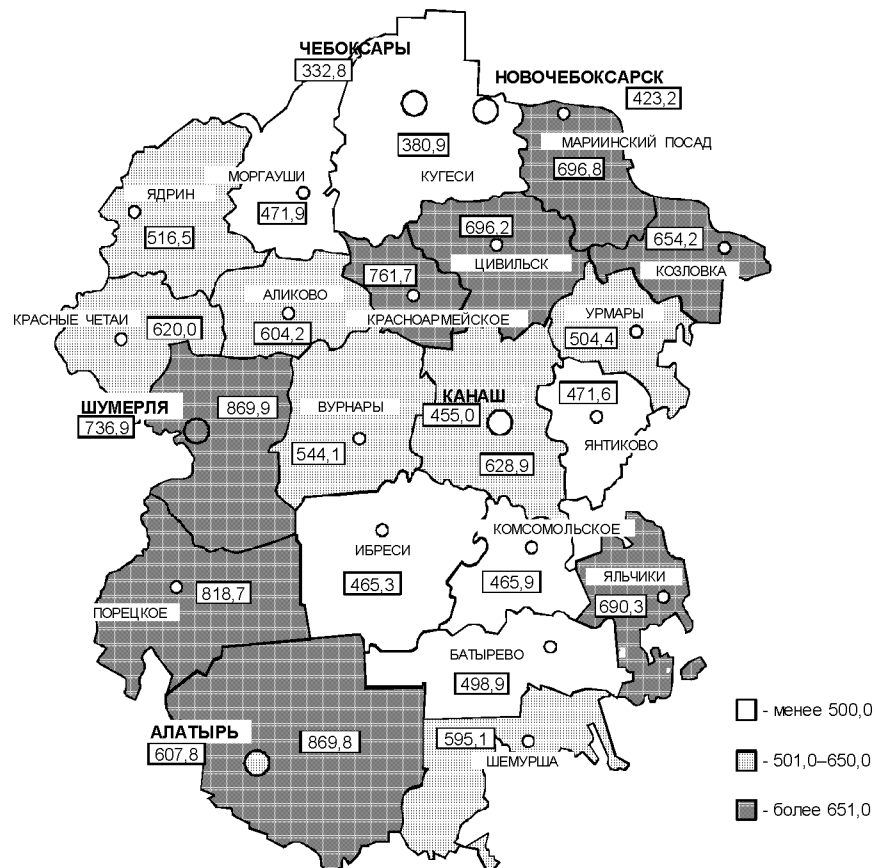 ЧЕБОКСАРЫ
332,8
НОВОЧЕБОКСАРСК
423,2
380,9
КУГЕСИ
МАРИИНСКИЙ ПОСАД
696,8
МОРГАУШИ
471,9
ЯДРИН
516,5
696,2
ЦИВИЛЬСК
654,2
КОЗЛОВКА
761,7
КРАСНОАРМЕЙСКОЕ
АЛИКОВО
604,2
КРАСНЫЕ ЧЕТАИ
620,0
УРМАРЫ
504,4
ШУМЕРЛЯ
736,9
869,9
ВУРНАРЫ
544,1
КАНАШ
455,0
628,9
471,6
ЯНТИКОВО
ИБРЕСИ
465,3
КОМСОМОЛЬСКОЕ
465,9
ЯЛЬЧИКИ
690,3
ПОРЕЦКОЕ
818,7
БАТЫРЕВО
498,9
АЛАТЫРЬ
607,8
869,8
595,1
ШЕМУРША
- менее 500,0
- 501,0–650,0
- более 651,0